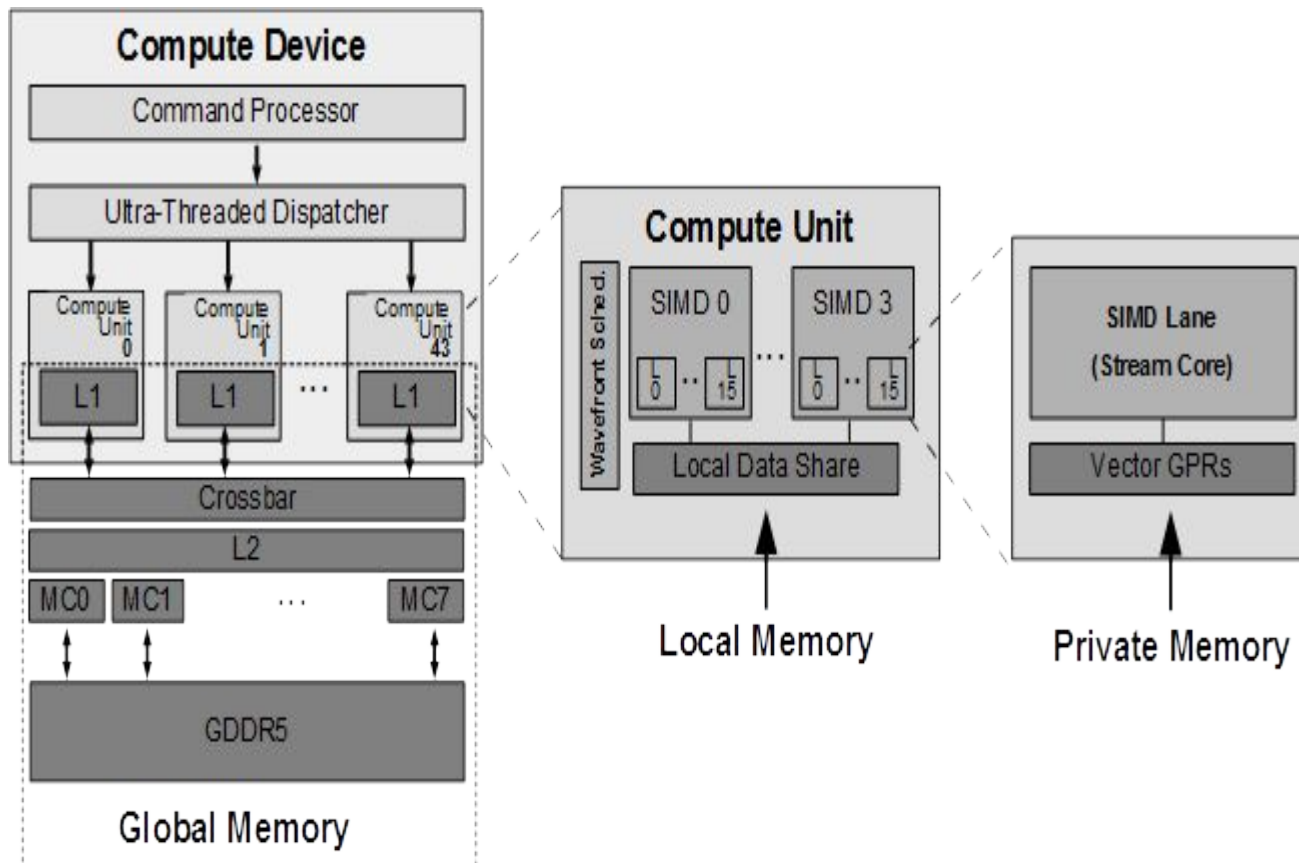 Compute Device
Command Processor
Ultra-Threaded Dispatcher
Compute
Unit
0
Compute
Unit
1
Compute
Unit
43
L1
L1
...
L1
Crossbar
L2
MC0
MC1
...
MC7
GDDR5
Global Memory
Compute Unit
Wavefront Sched.
SIMD 0
...
SIMD 3
L
0
..
L
15
L
0
..
L
15
Local Data Share
Local Memory
SIMD Lane
(Stream Core)
Vector GPRs
Private Memory